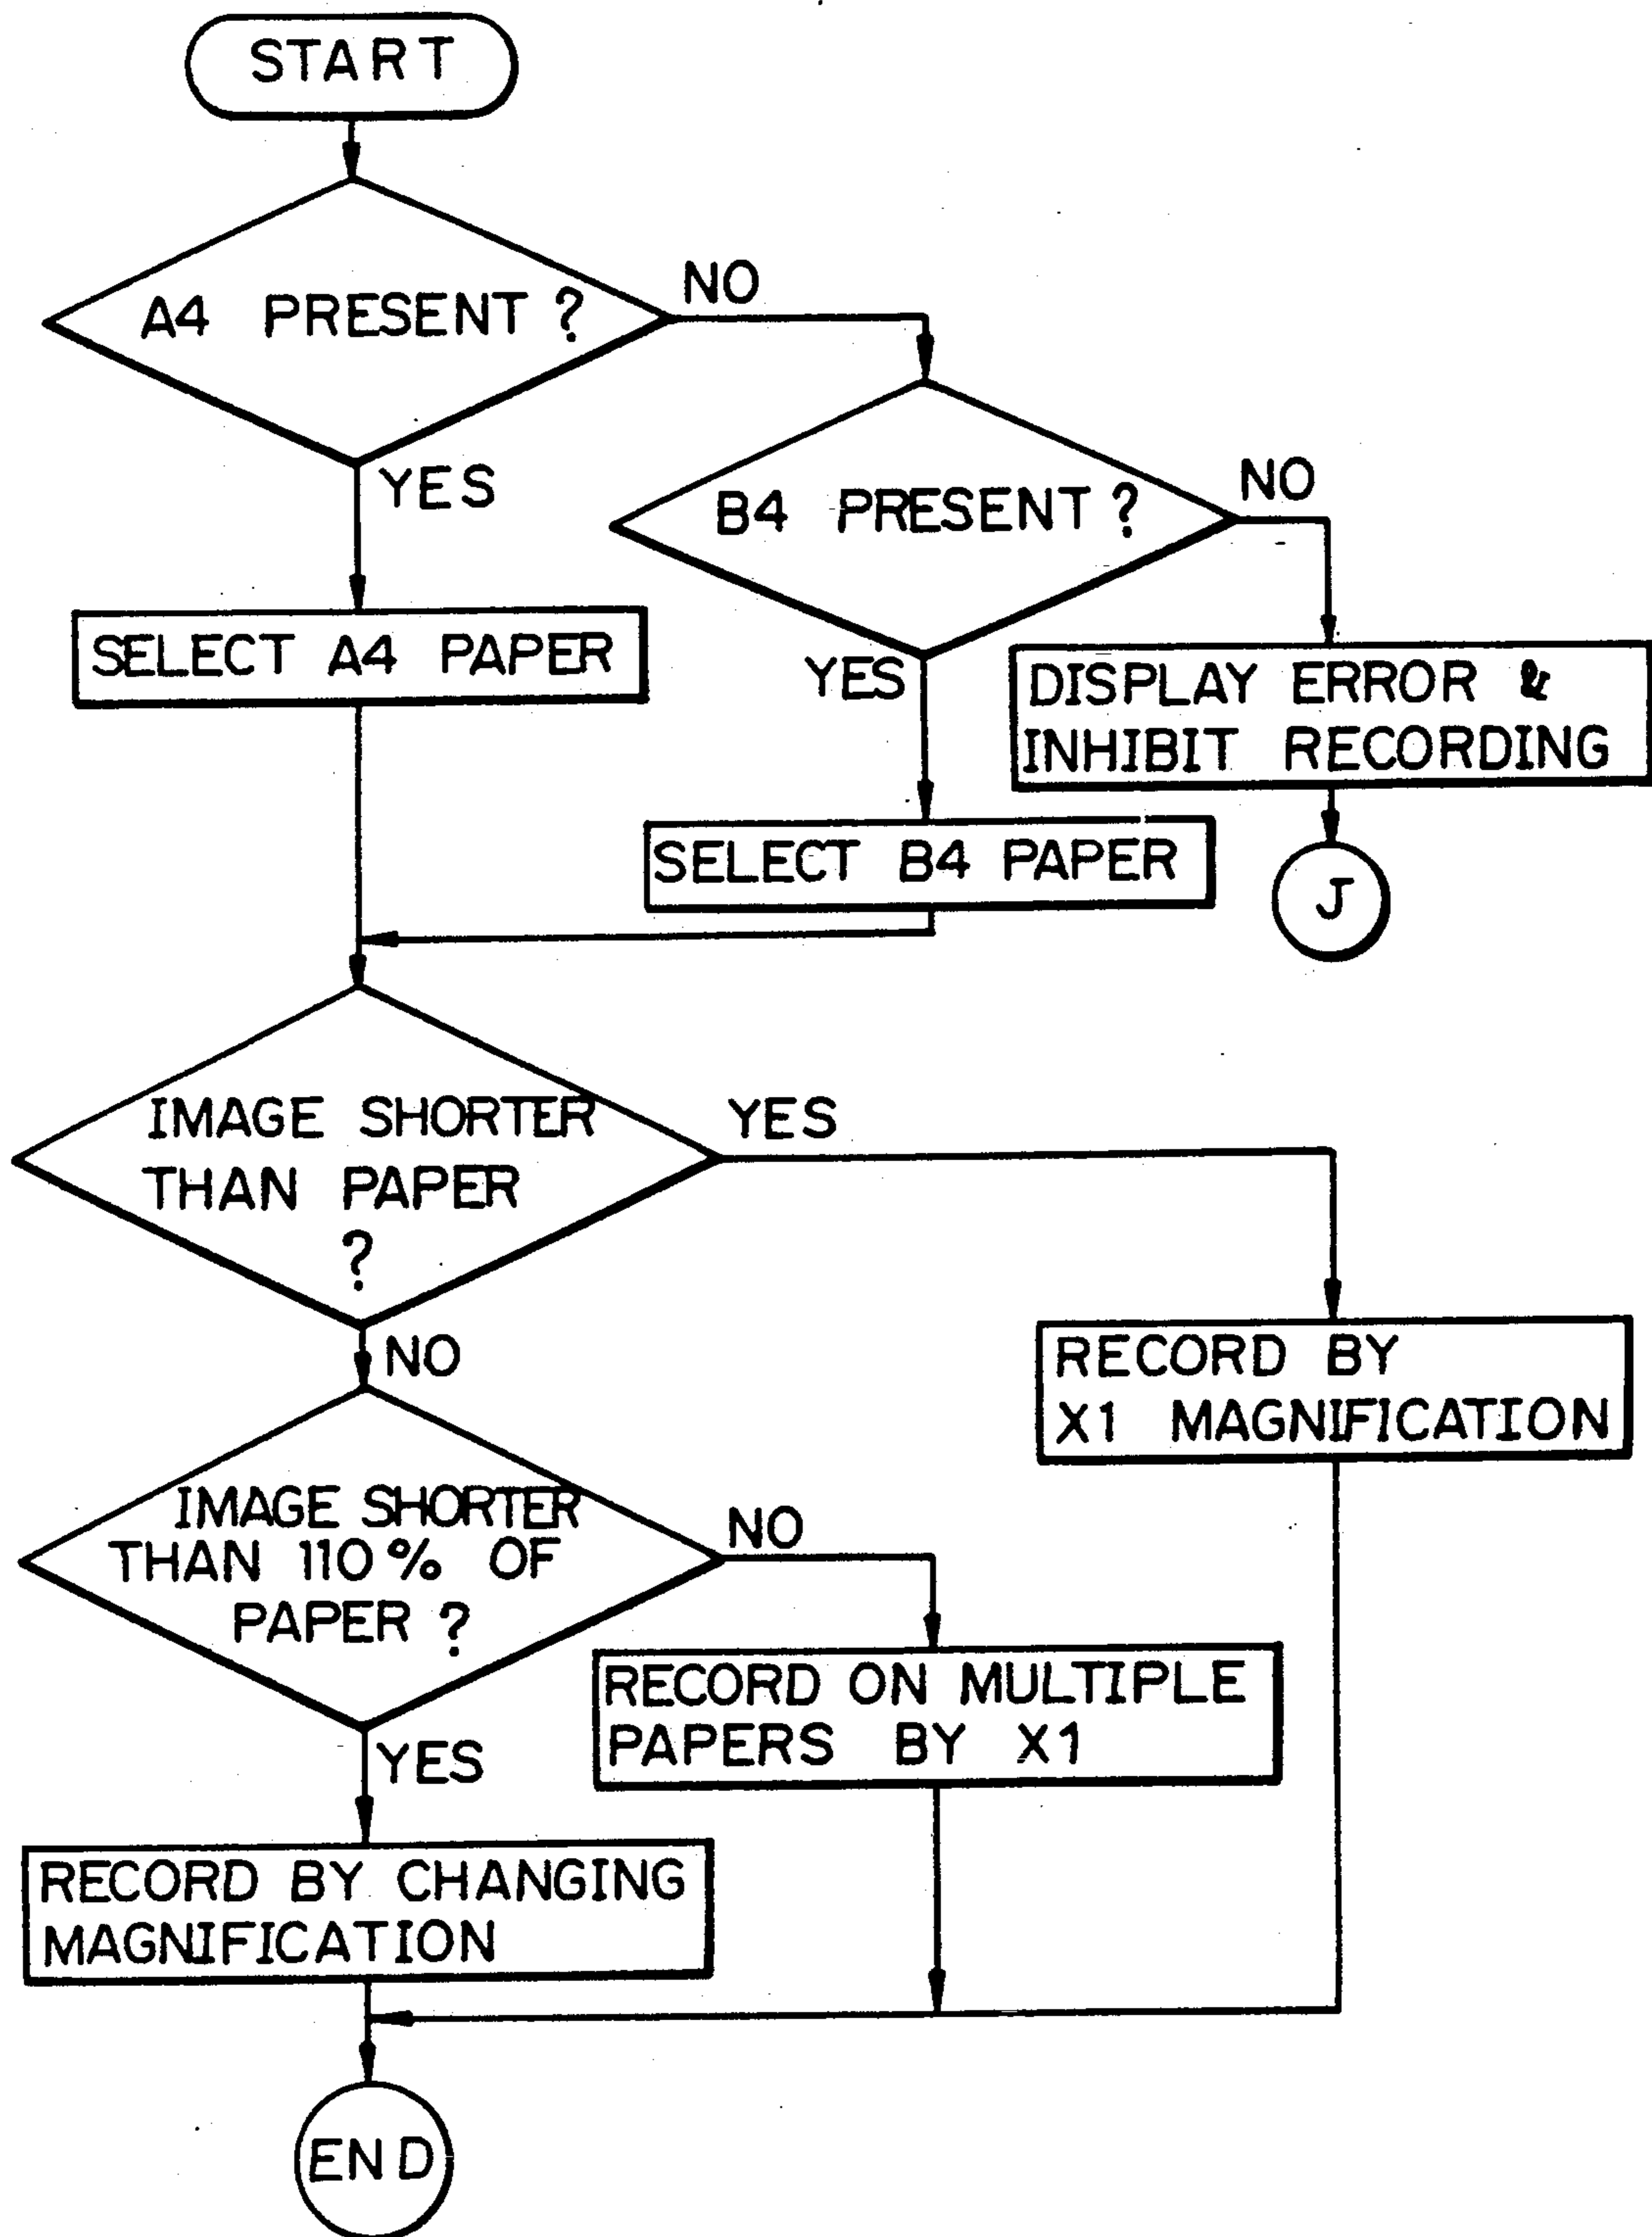 START
A4 PRESENT ?
NO
YES
B4 PRESENT ?
NO
SELECT A4 PAPER
YES
DISPLAY ERROR &
INHIBIT RECORDING
SELECT B4 PAPER
J
IMAGE SHORTER
THAN PAPER
?
YES
NO
RECORD BY
X1 MAGNIFICATION
IMAGE SHORTER
THAN 110% OF
PAPER ?
NO
YES
RECORD ON MULTIPLE
PAPERS BY X1
RECORD BY CHANGING
MAGNIFICATION
END